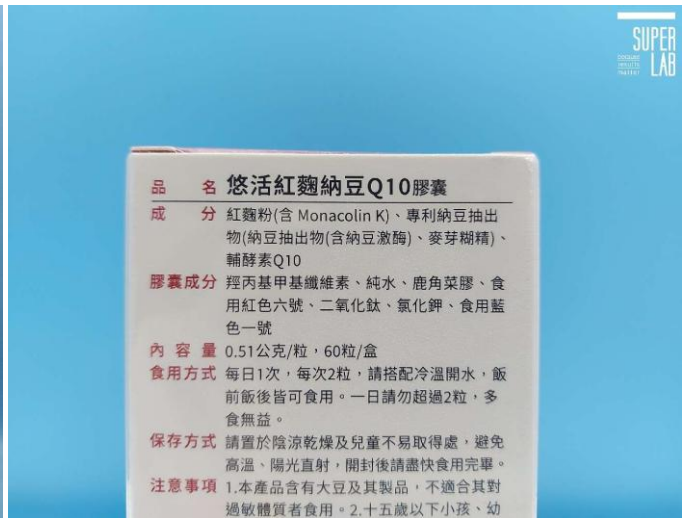 SUPER
LAB
because
results
matter
品名 悠活紅麴納豆Q10膠囊
成分 紅麴粉(含 Monacolin K)、專利納豆抽出
物(納豆抽出物(含納豆激酶)、麥芽糊精)、
輔酵素Q10
膠囊成分 羥丙基甲基纖維素、純水、鹿角菜膠、食
用紅色六號、二氧化鈦、氯化鉀、食用藍
色一號
內容量 0.51公克/粒，60粒/盒
食用方式 每日1次，每次2粒，請搭配冷溫開水，飯
前飯後皆可食用。一日請勿超過2粒，多
食無益。
保存方式 請置於陰涼乾燥及兒童不易取得處，避免
高溫、陽光直射，開封後請盡快食用完畢。
注意事項 1.本產品含有大豆及其製品，不適合其對
過敏體質者食用。2.十五歲以下小孩、幼